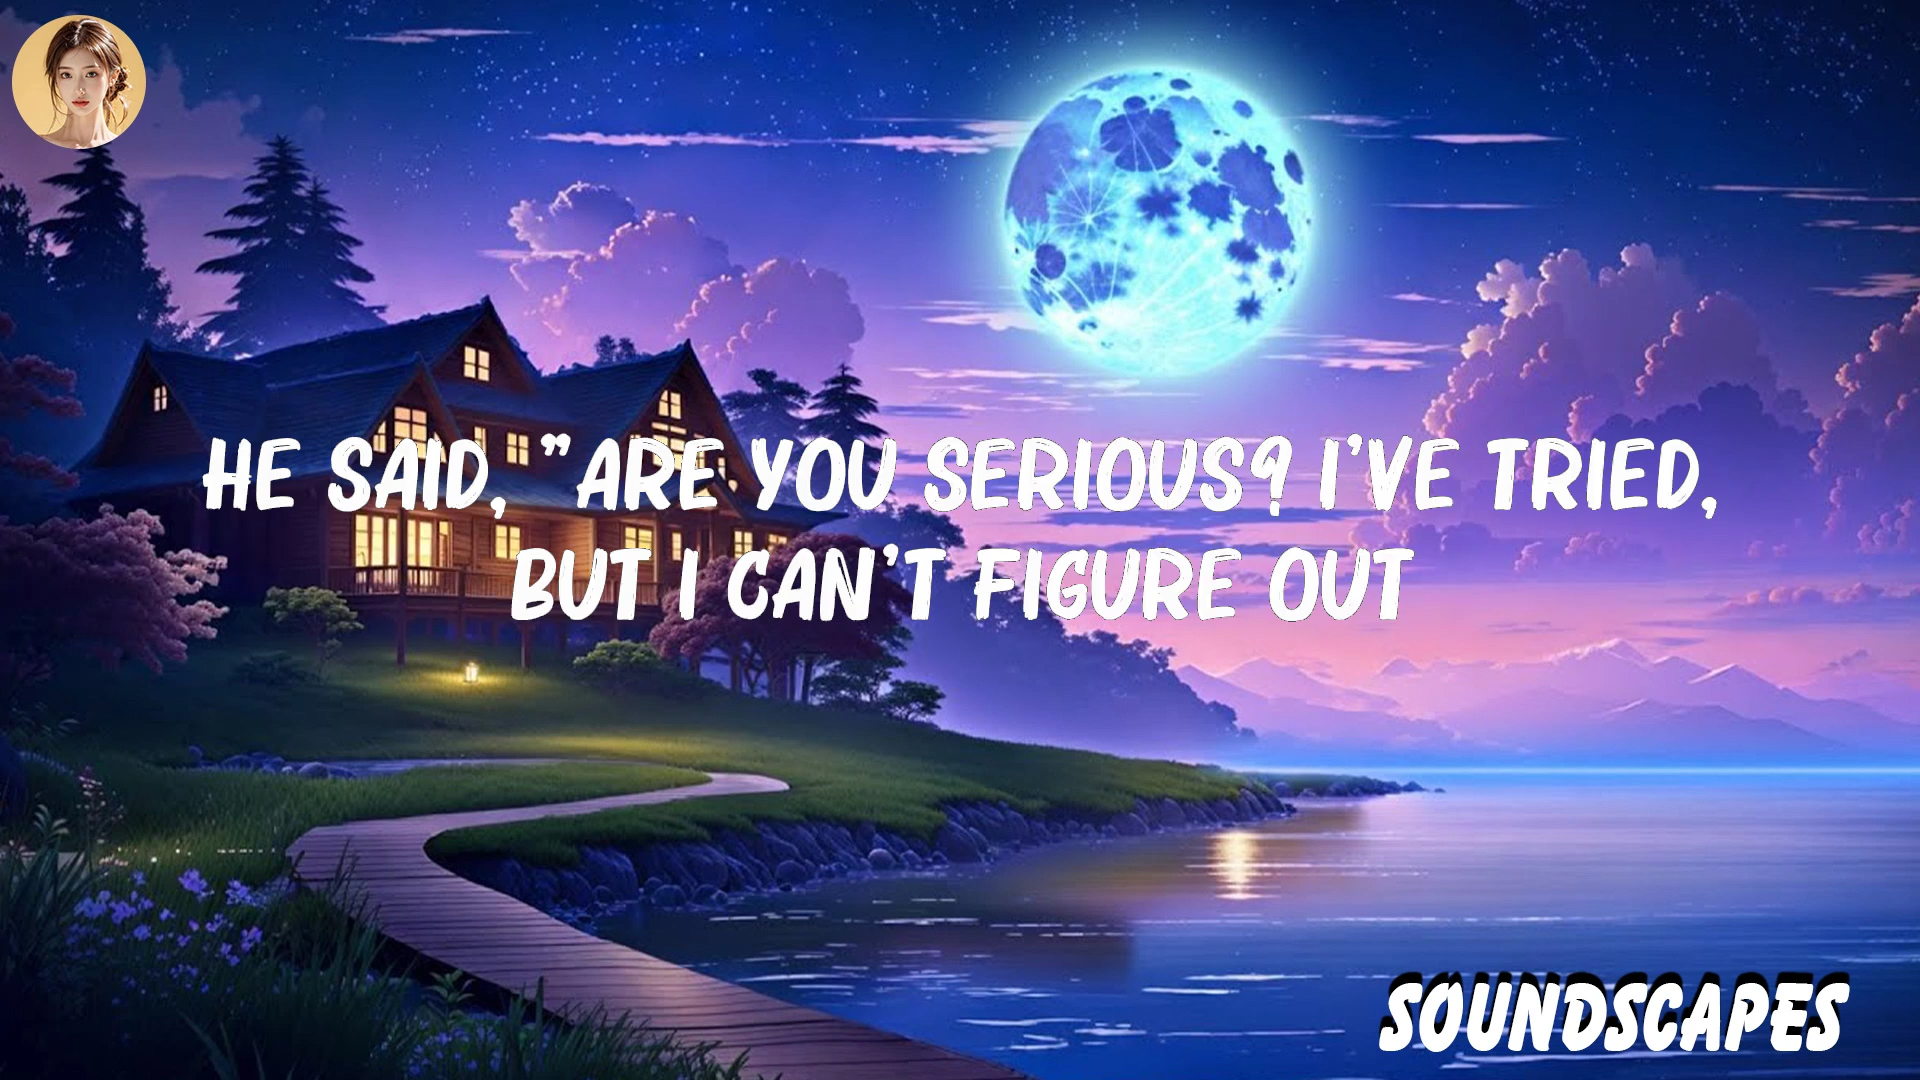 HE SAID, "ARE YOU SERIOUS? I'VE TRIED,
BUT I CAN'T FIGURE OUT
SOUNDSCAPES